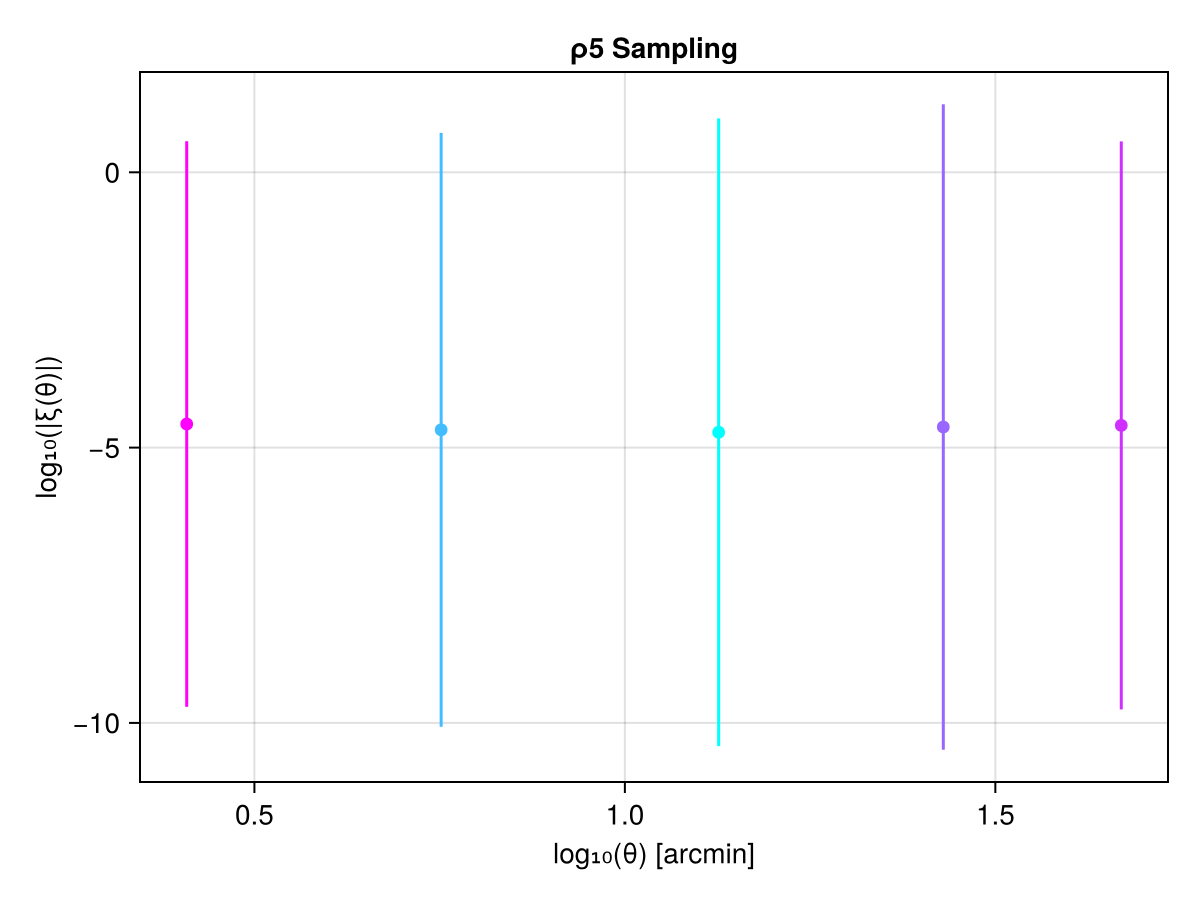 ρ5 Sampling
log₁₀(|ξ(θ)|)
0
−5
−10
0.5 1.0 1.5
log₁₀(θ) [arcmin]